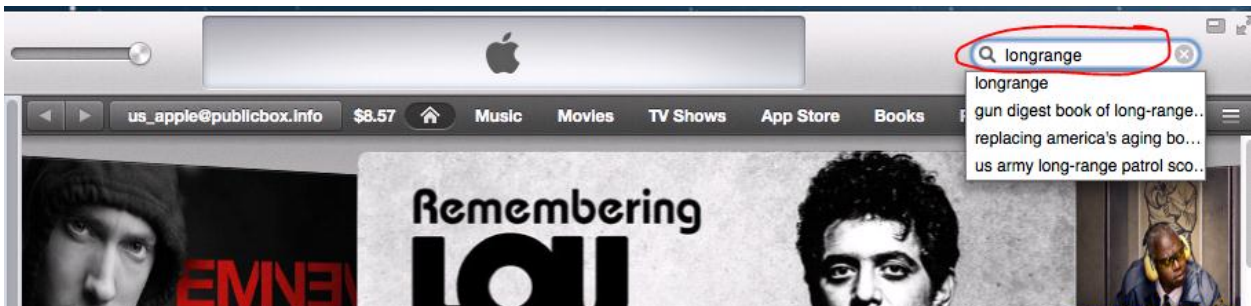 longrange
longrange
gun digest book of long-range..
replacing america's aging bo...
us army long-range patrol sco..
us_apple@publicbox.info $8.57 Music Movies TV Shows App Store Books
Remembering
EMINEM